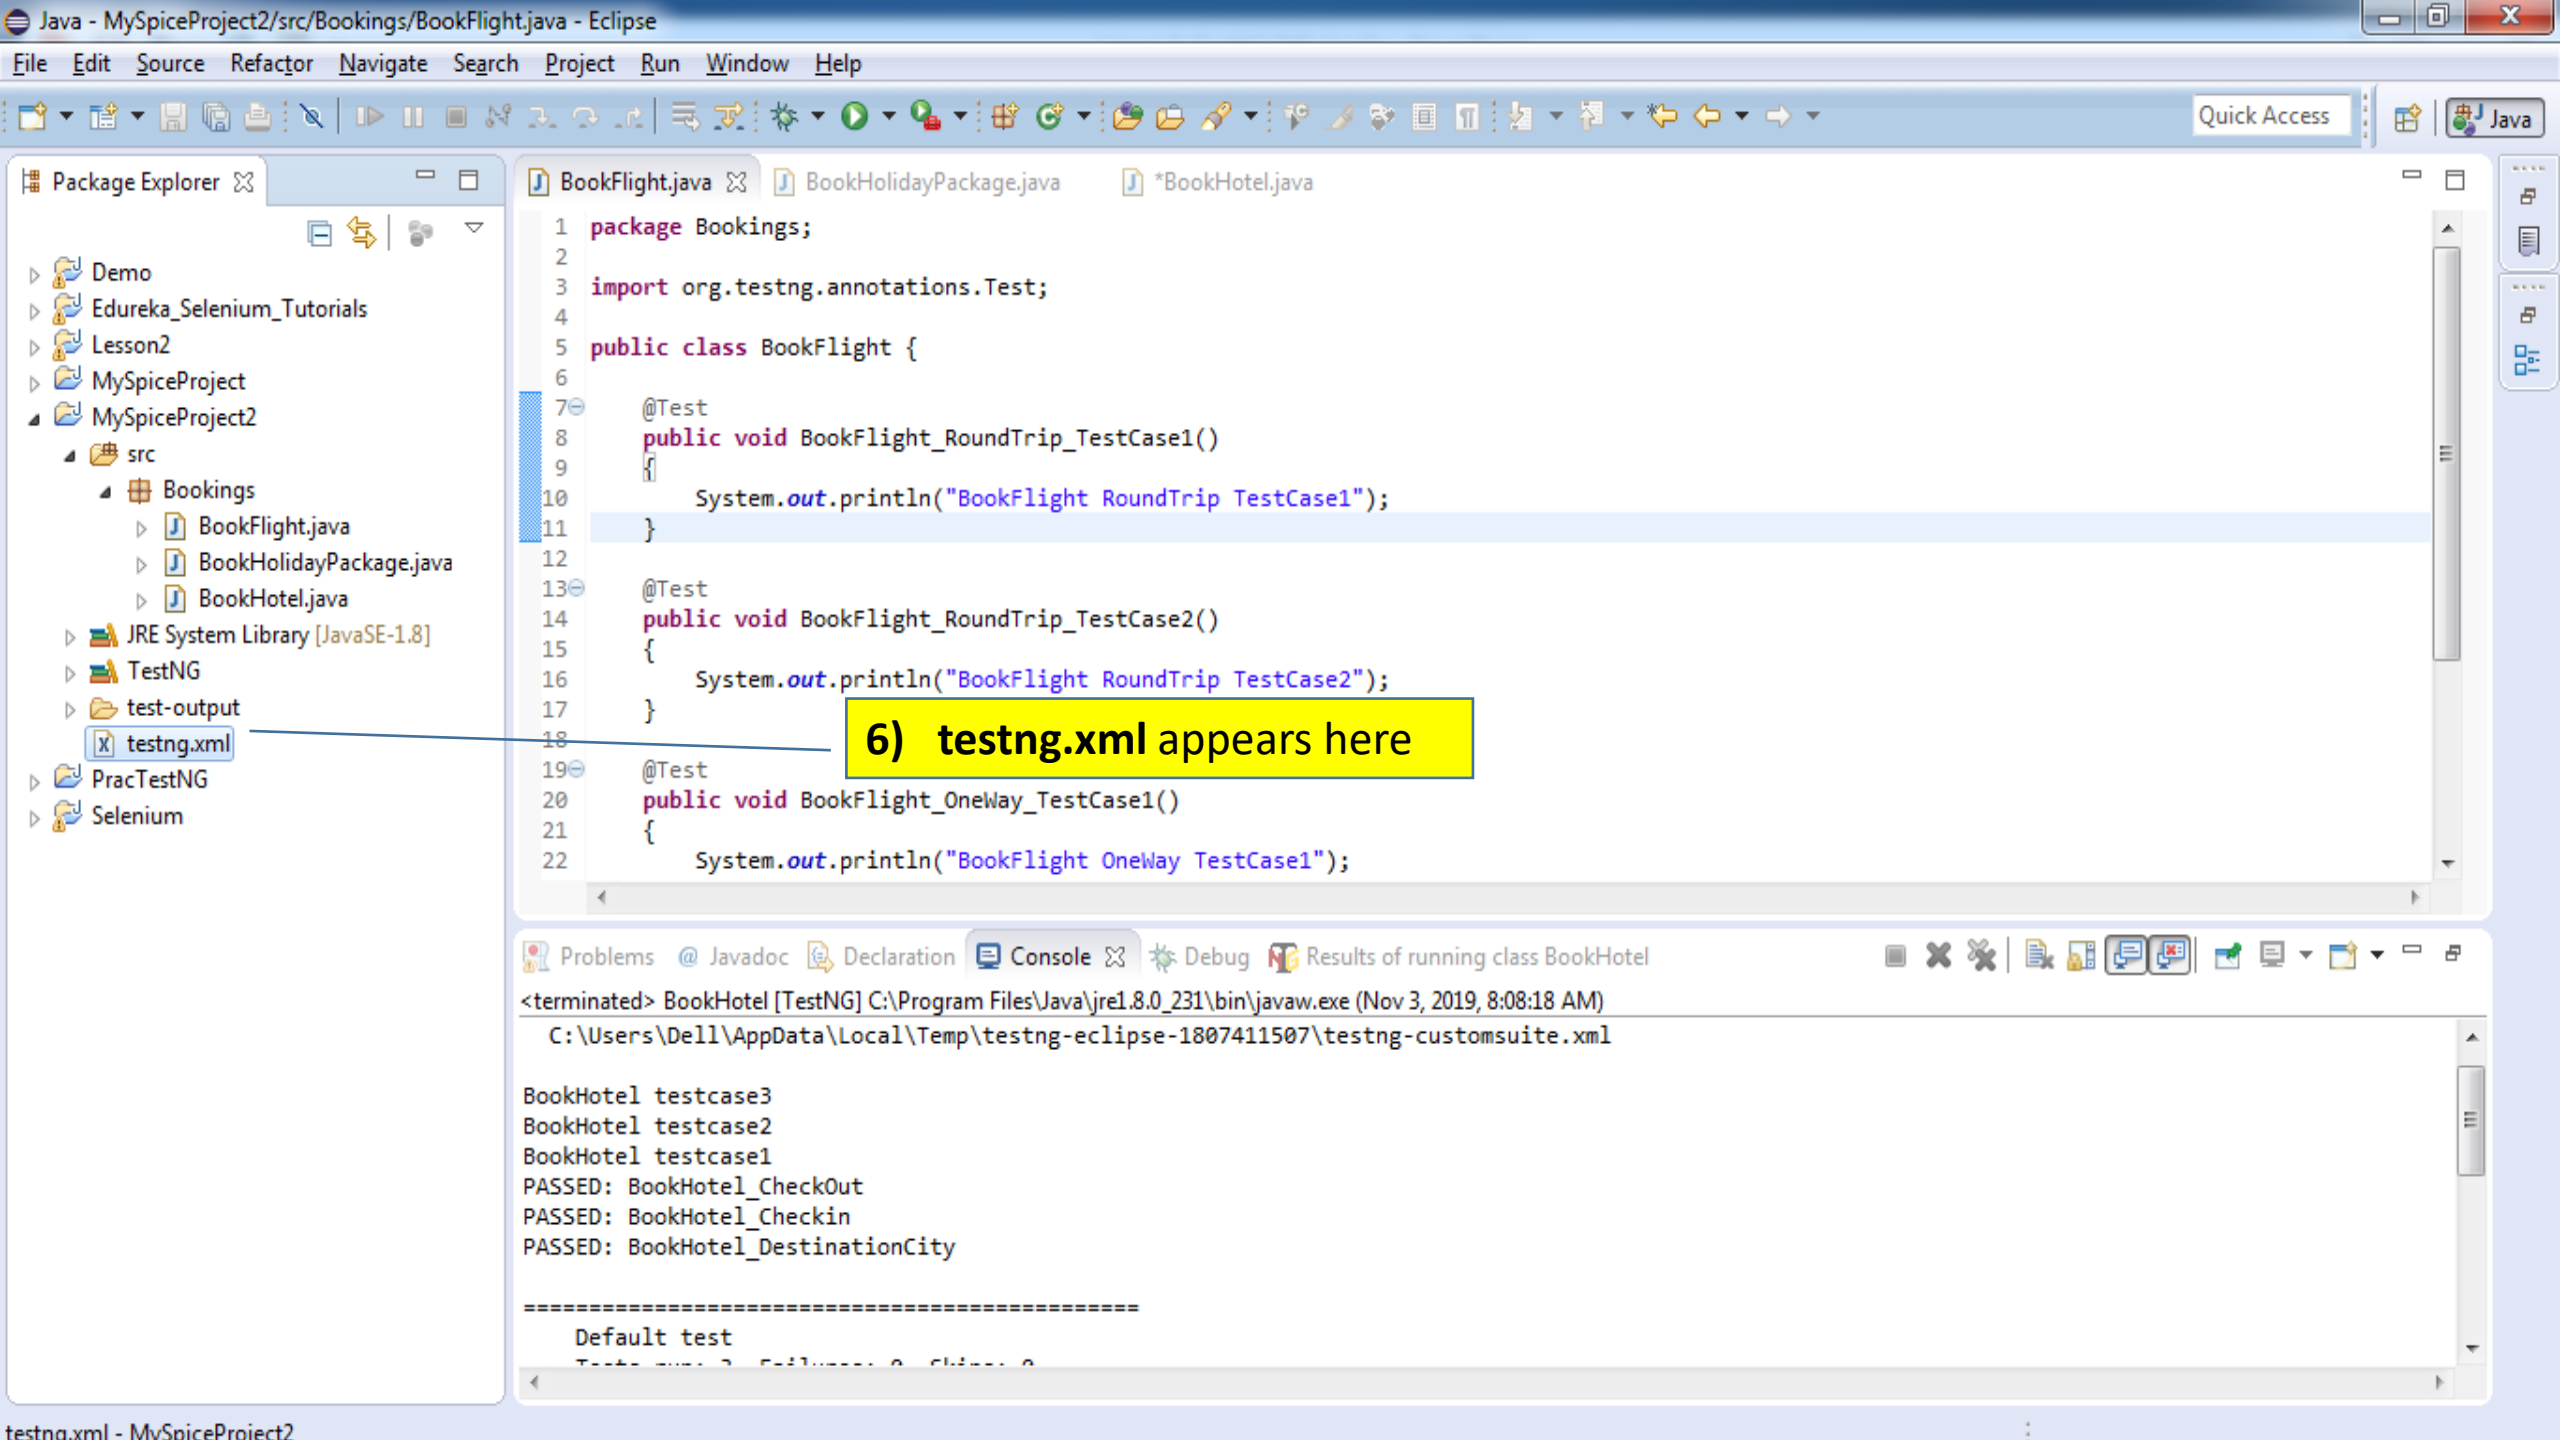 Java - MySpiceProject2/src/Bookings/BookFlight.java - Eclipse
File Edit Source Refactor Navigate Search Project Run Window Help
Quick Access
Java
Package Explorer
Demo
Edureka_Selenium_Tutorials
Lesson2
MySpiceProject
MySpiceProject2
src
Bookings
BookFlight.java
BookHolidayPackage.java
BookHotel.java
JRE System Library [JavaSE-1.8]
TestNG
test-output
testng.xml
PracTestNG
Selenium
BookFlight.java BookHolidayPackage.java *BookHotel.java
1 package Bookings;
2
3 import org.testng.annotations.Test;
4
5 public class BookFlight {
6
7 @Test
8 public void BookFlight_RoundTrip_TestCase1()
9 {
10 System.out.println("BookFlight RoundTrip TestCase1");
11 }
12
13 @Test
14 public void BookFlight_RoundTrip_TestCase2()
15 {
16 System.out.println("BookFlight RoundTrip TestCase2");
17 }
18
19 @Test
20 public void BookFlight_OneWay_TestCase1()
21 {
22 System.out.println("BookFlight OneWay TestCase1");
6) testng.xml appears here
Problems @ Javadoc Declaration Console Debug Results of running class BookHotel
<terminated> BookHotel [TestNG] C:\Program Files\Java\jre1.8.0_231\bin\javaw.exe (Nov 3, 2019, 8:08:18 AM)
C:\Users\Dell\AppData\Local\Temp\testng-eclipse-1807411507\testng-customsuite.xml
BookHotel testcase3
BookHotel testcase2
BookHotel testcase1
PASSED: BookHotel_CheckOut
PASSED: BookHotel_Checkin
PASSED: BookHotel_DestinationCity
===============================================
Default test
testng.xml - MySpiceProject2